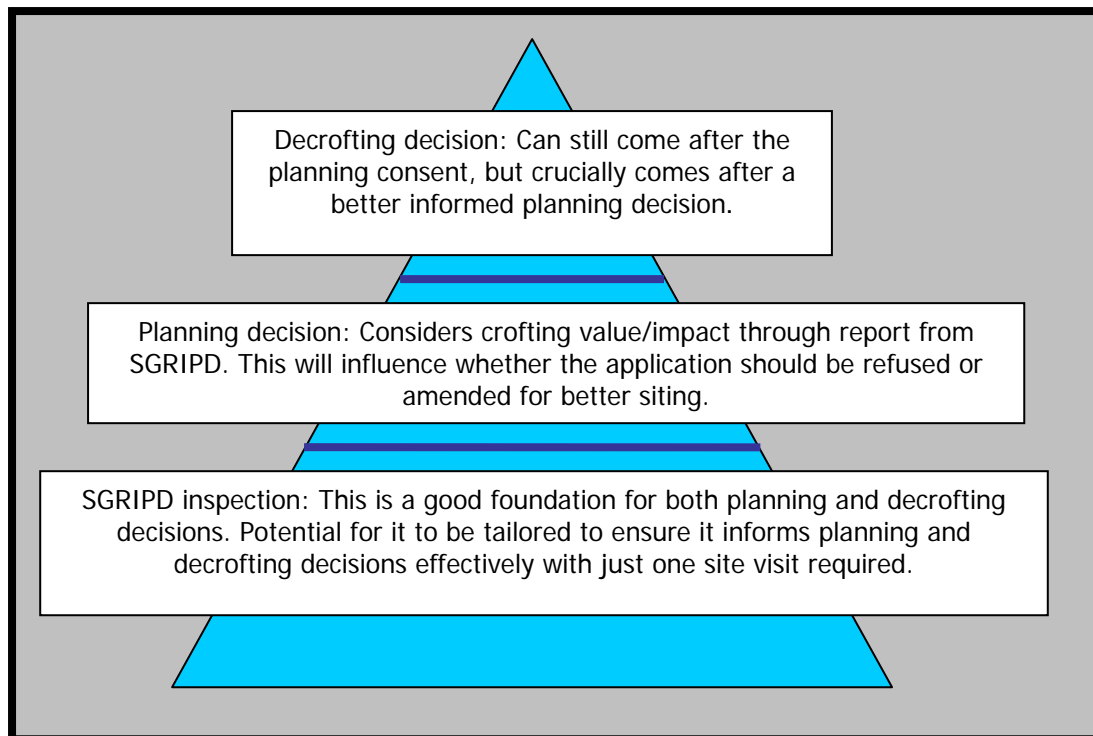 Decrofting decision: Can still come after the
planning consent, but crucially comes after a
better informed planning decision.
Planning decision: Considers crofting value/impact through report from
SGRIPD. This will influence whether the application should be refused or
amended for better siting.
SGRIPD inspection: This is a good foundation for both planning and decrofting
decisions. Potential for it to be tailored to ensure it informs planning and
decrofting decisions effectively with just one site visit required.